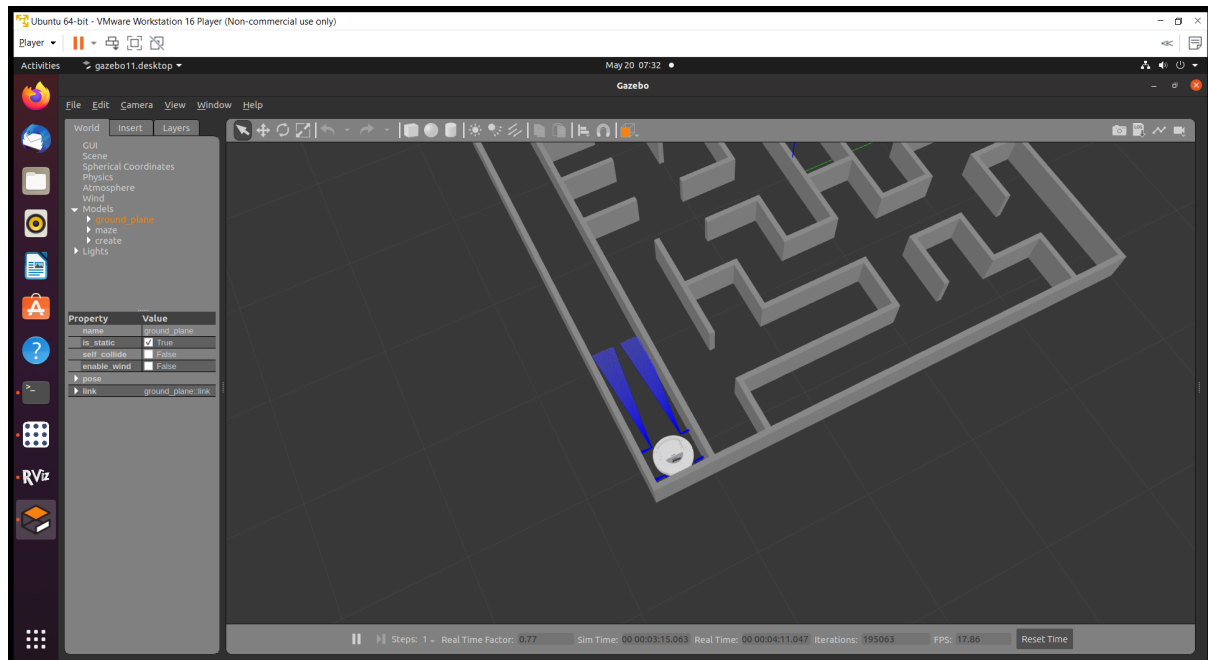 Ubuntu 64-bit - VMware Workstation 16 Player (Non-commercial use only)
Player
Activities gazebo11.desktop May 20 07:32
Gazebo
File Edit Camera View Window Help
World Insert Layers
GUI
Scene
Spherical Coordinates
Physics
Atmosphere
Wind
Models
ground_plane
maze
create
Lights
Property Value
name ground_plane
is_static True
self_collide False
enable_wind False
pose
link ground_plane::link
RViz
Steps: 1 Real Time Factor: 0.77 Sim Time: 00 00:03:15.063 Real Time: 00 00:04:11.047 Iterations: 195063 FPS: 17.86 Reset Time